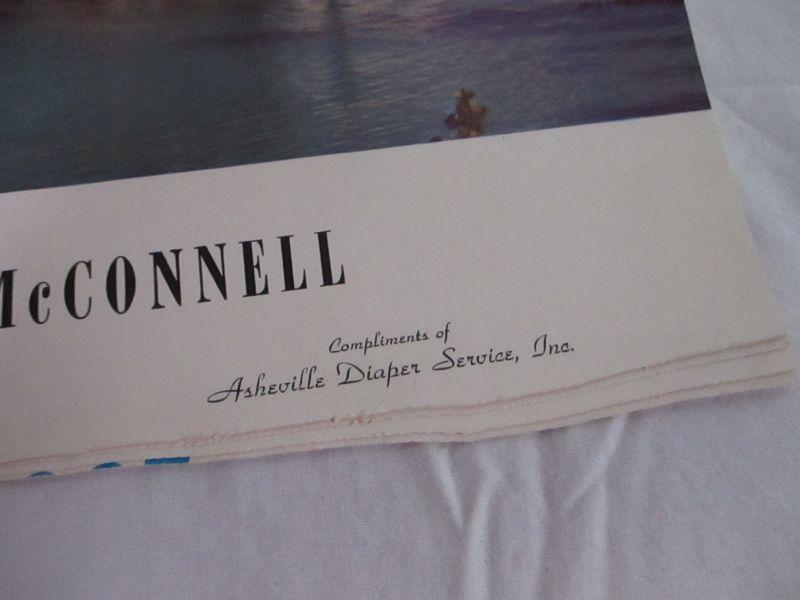 McCONNELL
Compliments of
Asheville Diaper Service, Inc.